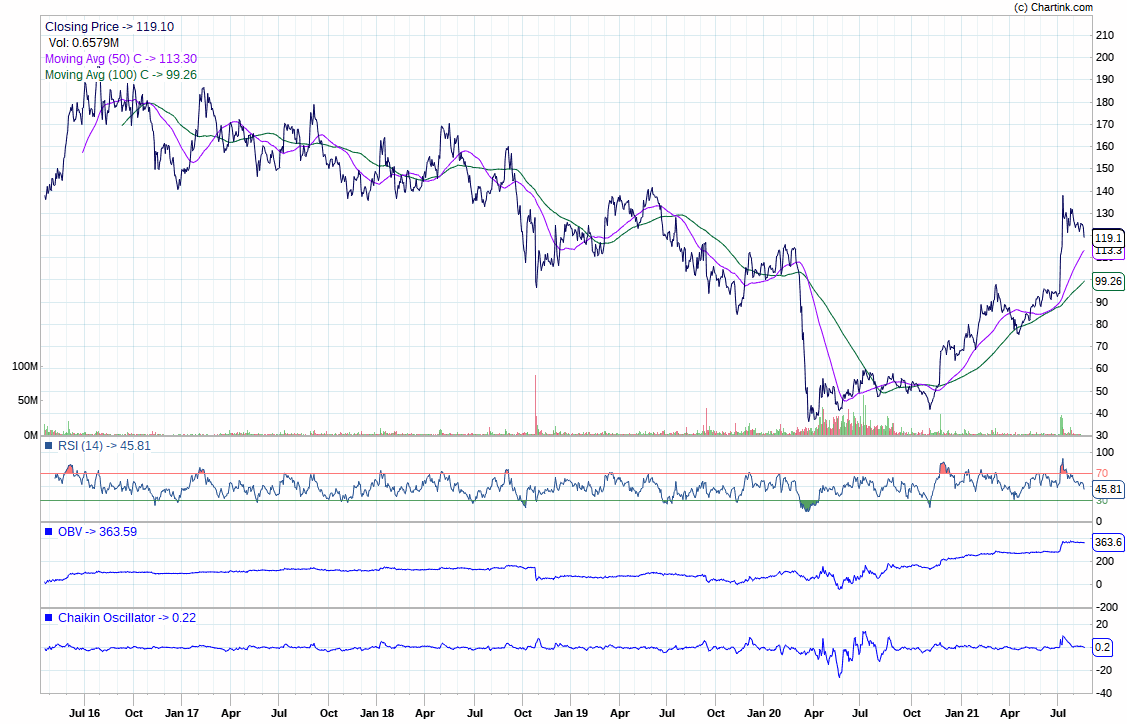 (c) Chartink.com
Closing Price -> 119.10
Vol: 0.6579M
Moving Avg (50) C -> 113.30
Moving Avg (100) C -> 99.26
210
200
190
180
170
160
150
140
130
119.1
113.3
99.26
90
80
70
60
50
40
30
100M
50M
0M
RSI (14) -> 45.81
100
70
45.81
30
0
OBV -> 363.59
363.6
200
0
-200
Chaikin Oscillator -> 0.22
20
0.2
-20
-40
Jul 16 Oct Jan 17 Apr Jul Oct Jan 18 Apr Jul Oct Jan 19 Apr Jul Oct Jan 20 Apr Jul Oct Jan 21 Apr Jul